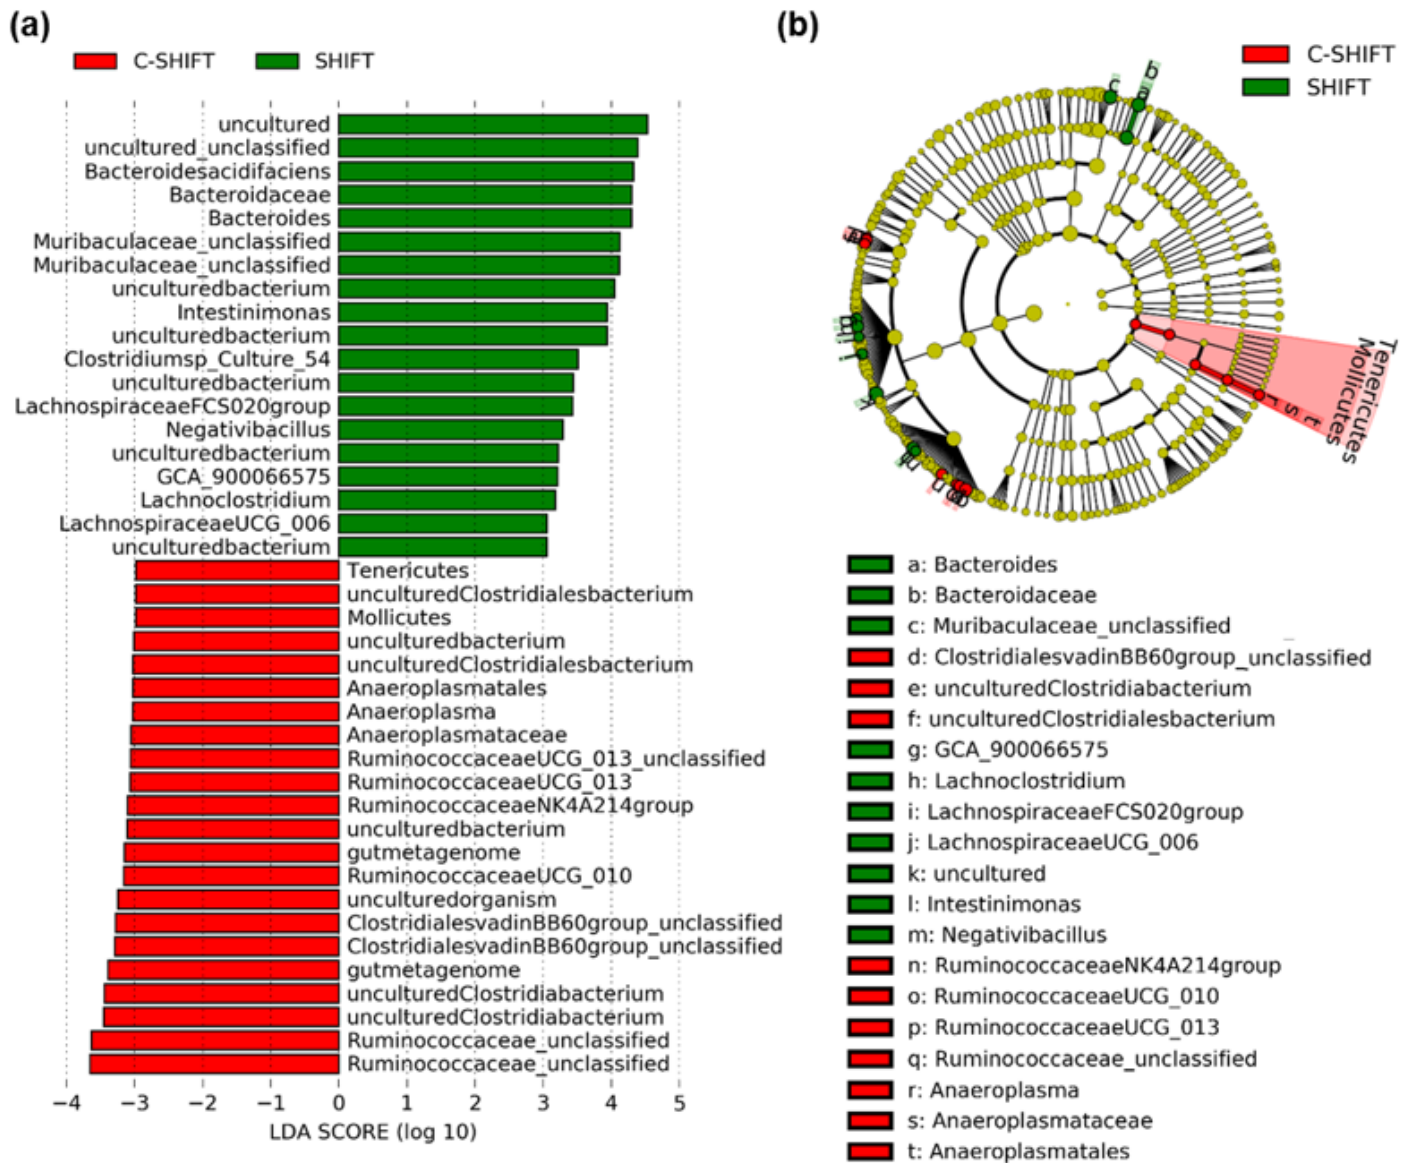 (a)
C-SHIFT SHIFT
uncultured
uncultured_unclassified
Bacteroidesacidifaciens
Bacteroidaceae
Bacteroides
Muribaculaceae_unclassified
Muribaculaceae_unclassified
unculturedbacterium
Intestinimonas
unculturedbacterium
Clostridiumsp_Culture_54
unculturedbacterium
LachnospiraceaeFCS020group
Negativibacillus
unculturedbacterium
GCA_900066575
Lachnoclostridium
LachnospiraceaeUCG_006
unculturedbacterium
Tenericutes
unculturedClostridialesbacterium
Mollicutes
unculturedbacterium
unculturedClostridialesbacterium
Anaeroplasmatales
Anaeroplasma
Anaeroplasmataceae
RuminococcaceaeUCG_013_unclassified
RuminococcaceaeUCG_013
RuminococcaceaeNK4A214group
unculturedbacterium
gutmetagenome
RuminococcaceaeUCG_010
unculturedorganism
ClostridialesvadinBB60group_unclassified
ClostridialesvadinBB60group_unclassified
gutmetagenome
unculturedClostridiabacterium
unculturedClostridiabacterium
Ruminococcaceae_unclassified
Ruminococcaceae_unclassified
−4 −3 −2 −1 0 1 2 3 4 5
LDA SCORE (log 10)
(b)
C-SHIFT
SHIFT
b
a
c
Tenericutes
Mollicutes
r s t
a: Bacteroides
b: Bacteroidaceae
c: Muribaculaceae_unclassified
d: ClostridialesvadinBB60group_unclassified
e: unculturedClostridiabacterium
f: unculturedClostridialesbacterium
g: GCA_900066575
h: Lachnoclostridium
i: LachnospiraceaeFCS020group
j: LachnospiraceaeUCG_006
k: uncultured
l: Intestinimonas
m: Negativibacillus
n: RuminococcaceaeNK4A214group
o: RuminococcaceaeUCG_010
p: RuminococcaceaeUCG_013
q: Ruminococcaceae_unclassified
r: Anaeroplasma
s: Anaeroplasmataceae
t: Anaeroplasmatales